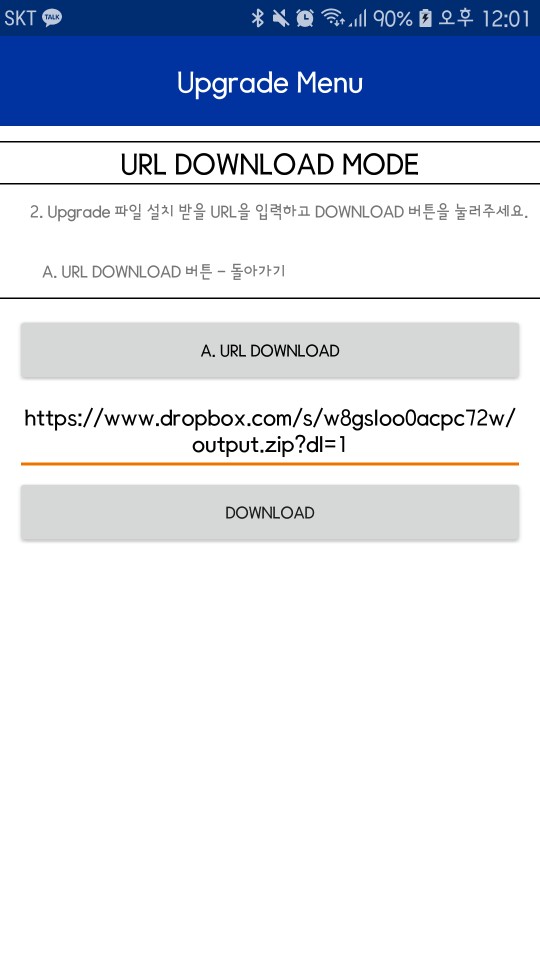 SKT TALK 90% 오후 12:01
Upgrade Menu
URL DOWNLOAD MODE
2. Upgrade 파일 설치 받을 URL을 입력하고 DOWNLOAD 버튼을 눌러주세요.
A. URL DOWNLOAD 버튼 - 돌아가기
A. URL DOWNLOAD
https://www.dropbox.com/s/w8gsloo0acpc72w/
output.zip?dl=1
DOWNLOAD